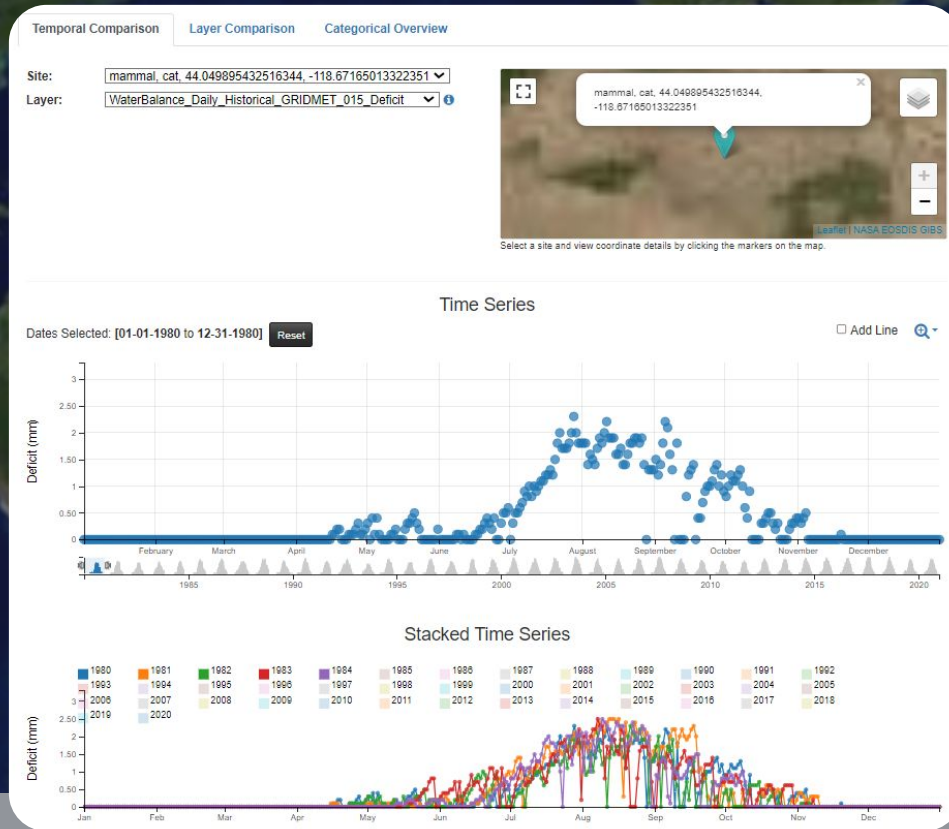 Temporal Comparison Layer Comparison Categorical Overview
Site: mammal, cat, 44.049895432516344, -118.67165013322351
Layer: WaterBalance_Daily_Historical_GRIDMET_015_Deficit
mammal, cat, 44.049895432516344,
-118.67165013322351
×
+
−
Leaflet | NASA EOSDIS GIBS
Select a site and view coordinate details by clicking the markers on the map.
Time Series
Dates Selected: [01-01-1980 to 12-31-1980] Reset
Add Line
Deficit (mm)
3
2.50
2
1.50
1
0.50
0
February March April May June July August September October November December
1985 1990 1995 2000 2005 2010 2015 2020
Stacked Time Series
1980 1981 1982 1983 1984 1985 1986 1987 1988 1989 1990 1991 1992
1993 1994 1995 1996 1997 1998 1999 2000 2001 2002 2003 2004 2005
2006 2007 2008 2009 2010 2011 2012 2013 2014 2015 2016 2017 2018
2019 2020
Deficit (mm)
3
2.50
2
1.50
1
0.50
0
Jan Feb Mar Apr May Jun Jul Aug Sep Oct Nov Dec